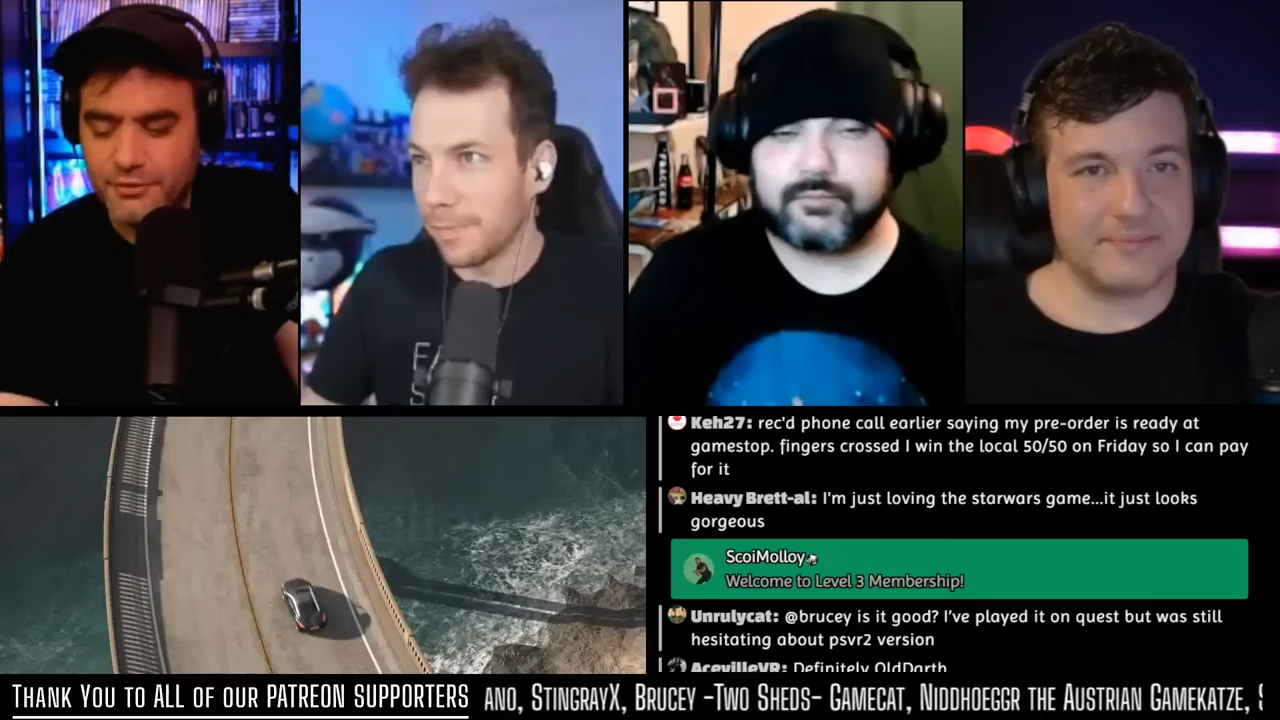 Keh27: rec'd phone call earlier saying my pre-order is ready at
gamestop. fingers crossed I win the local 50/50 on Friday so I can pay
for it
Heavy Brett-al: I'm just loving the starwars game...it just looks
gorgeous
ScoiMolloy
Welcome to Level 3 Membership!
Unrulycat: @brucey is it good? I've played it on quest but was still
hesitating about psvr2 version
AcevilleVR: Definitely OldDarth
THANK YOU TO ALL OF OUR PATREON SUPPORTERS
ANO, STINGRAYX, BRUCEY -TWO SHEDS- GAMECAT, NIDDHOEGGR THE AUSTRIAN GAMEKATZE,